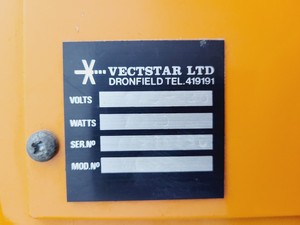 VECTSTAR LTD
DRONFIELD TEL.419191
VOLTS
WATTS
SER.Nº
MOD.Nº